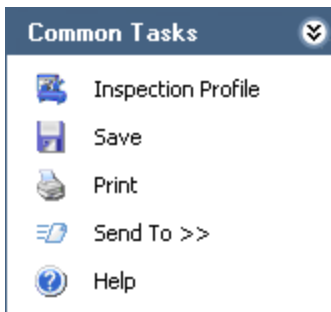 Common Tasks
Inspection Profile
Save
Print
Send To >>
Help